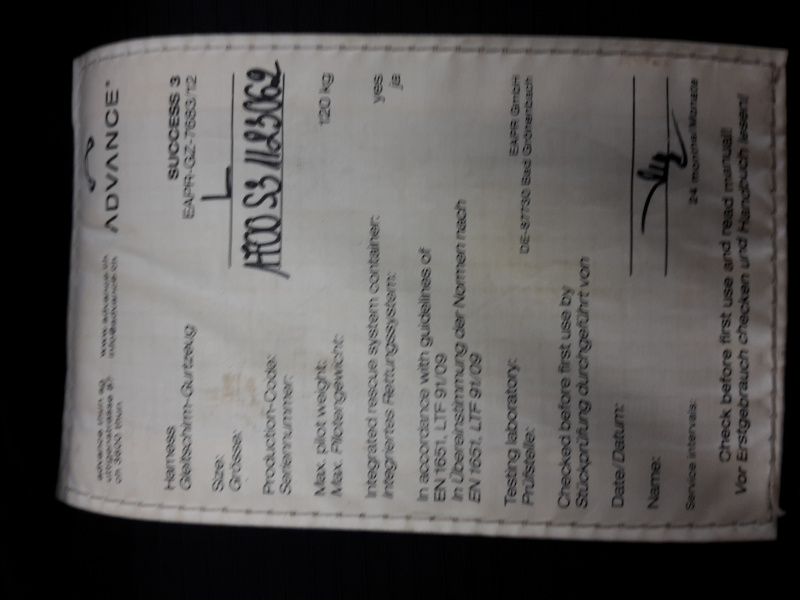 advance thun ag www.advance.ch
uttigenstrasse 87 info@advance.ch
ch 3600 thun ADVANCE
Harness SUCCESS 3
Gleitschirm-Gurtzeug EAPR-GZ-7683/12
Size: L
Grösse:
Production-Code:
Seriennummer:
Max. pilot weight: 120 kg
Max. Pilotengewicht:
Integrated rescue system container: yes
Integriertes Rettungssystem: ja
In accordance with guidelines of
EN 1651, LTF 91/09
In Übereinstimmung der Normen nach
EN 1651, LTF 91/09
Testing laboratory: EAPR GmbH
Prüfstelle: DE-87730 Bad Grönenbach
Checked before first use by
Stückprüfung durchgeführt von
Date/Datum:
Name:
Service intervals: 24 months/Monate
Check before first use and read manual!
Vor Erstgebrauch checken und Handbuch lesen!